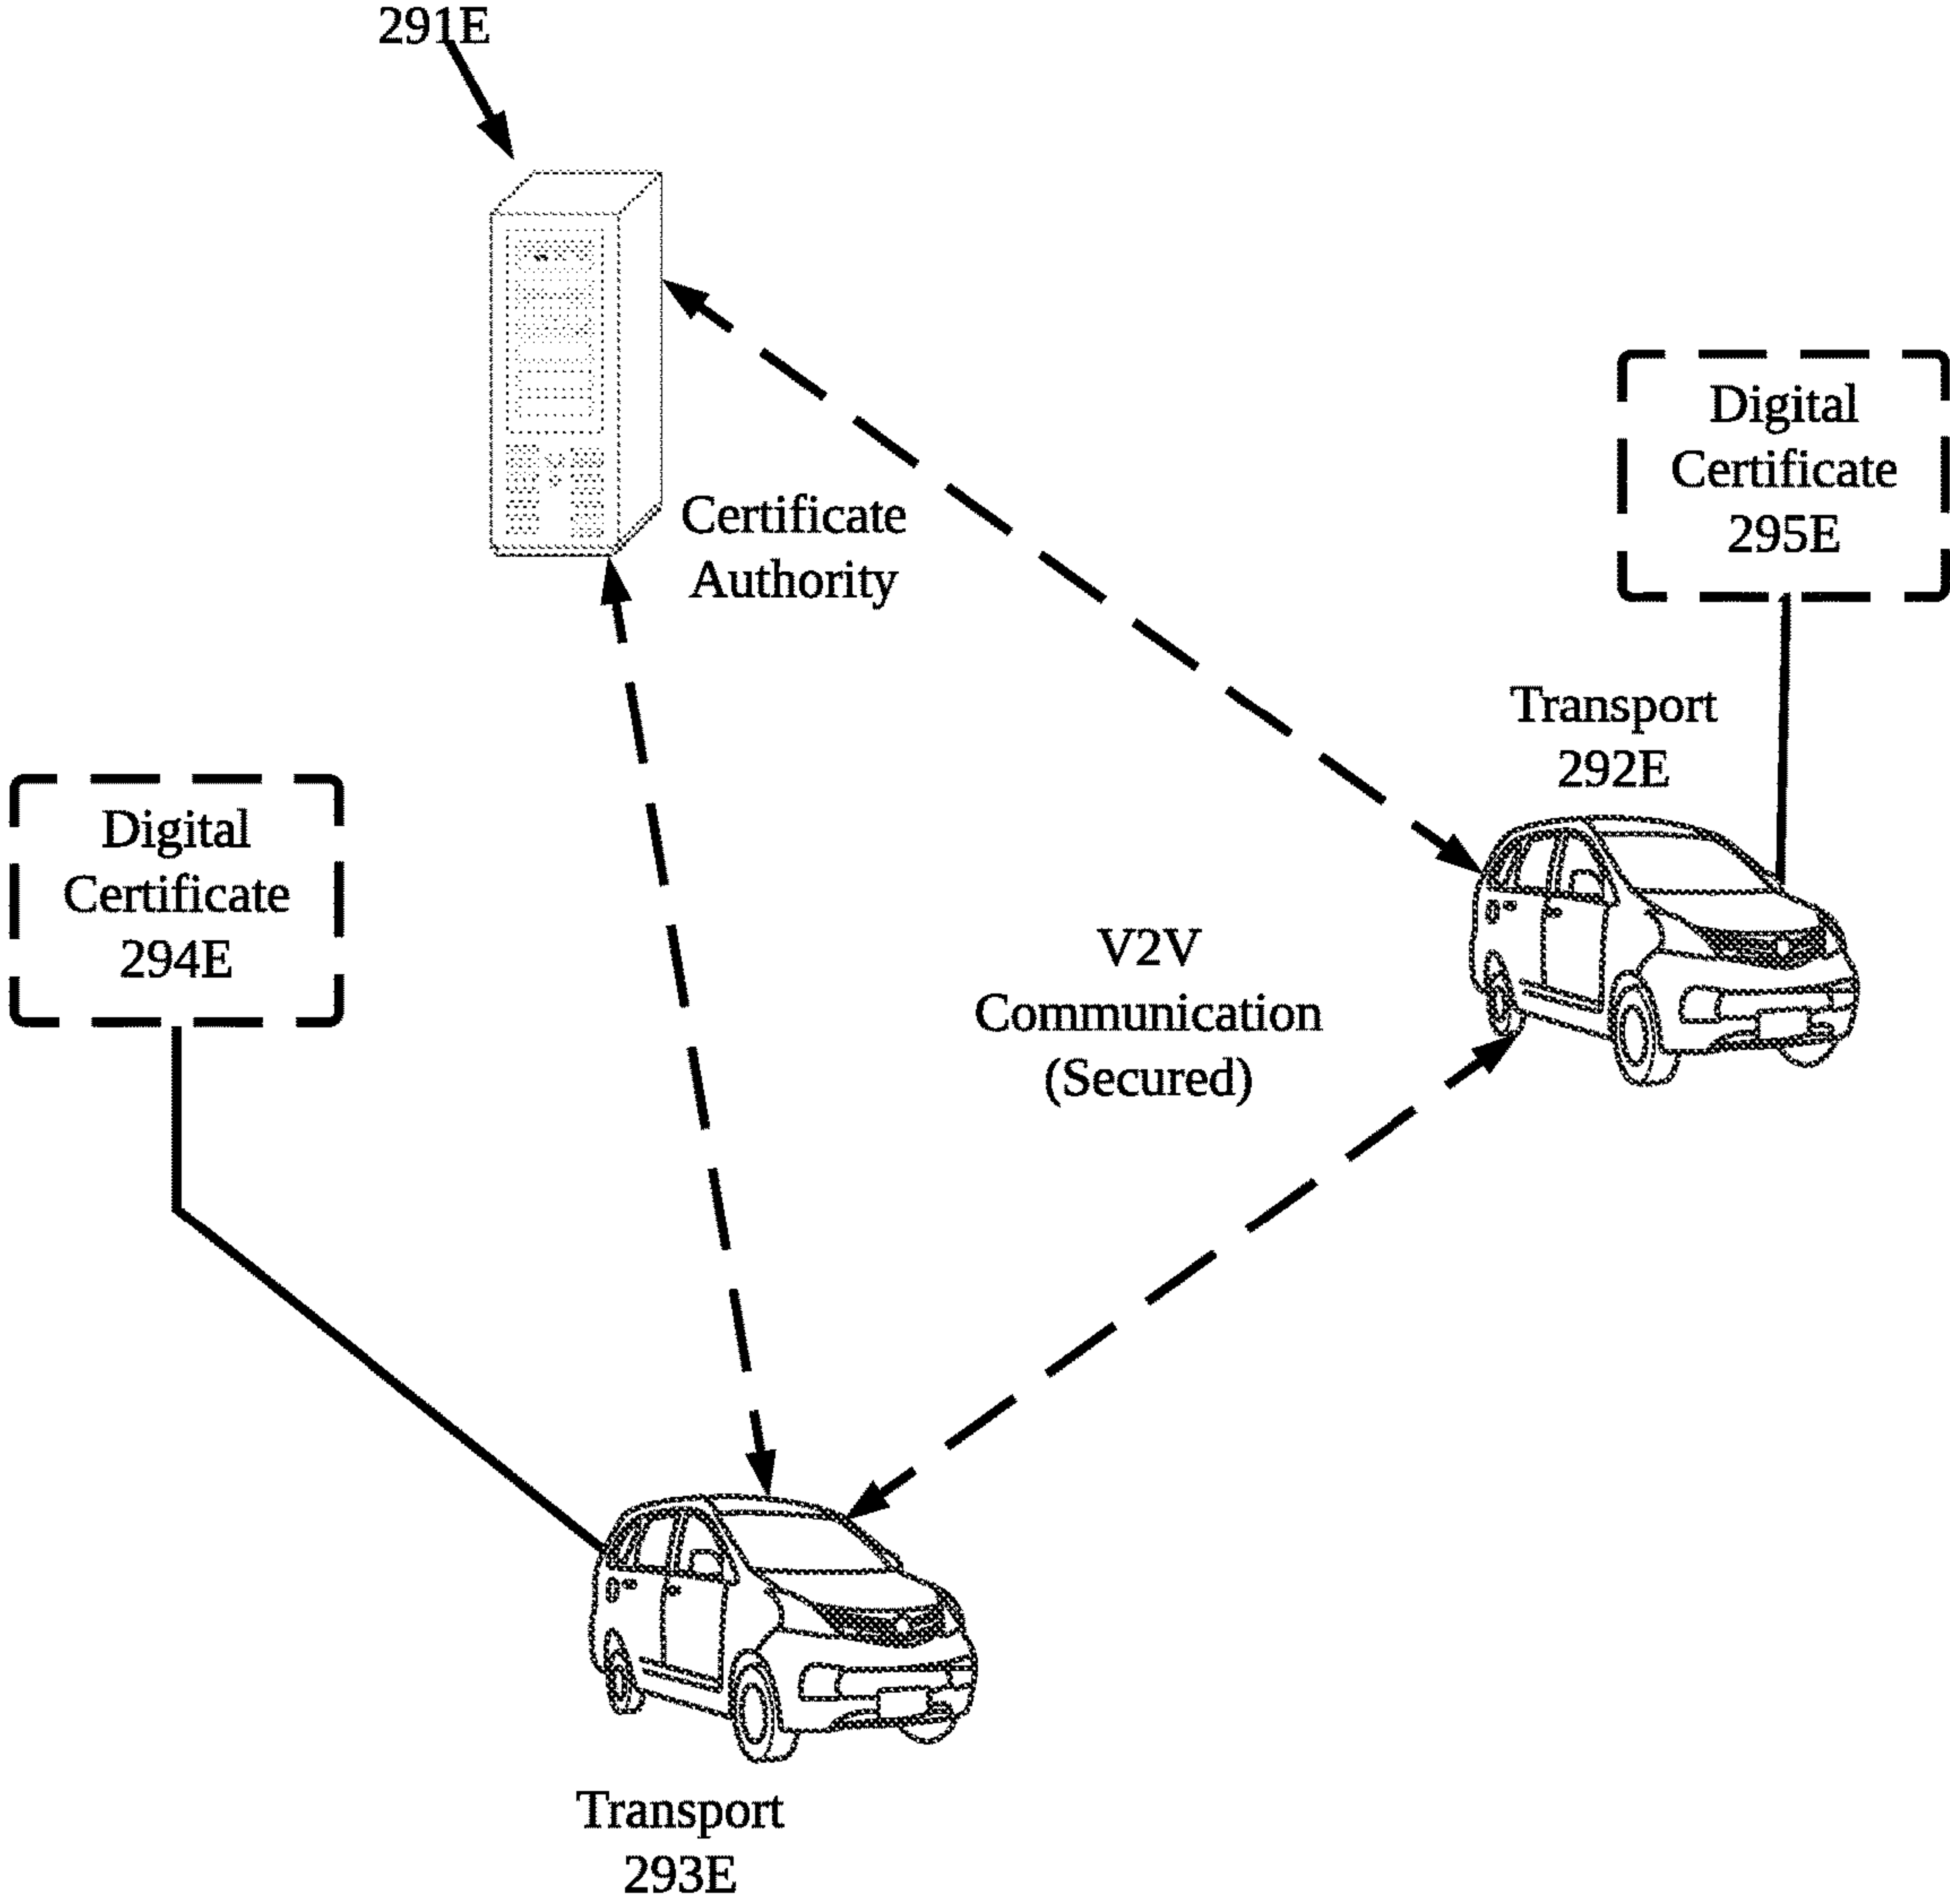 291E
Certificate
Authority
Digital
Certificate
295E
Transport
292E
Digital
Certificate
294E
V2V
Communication
(Secured)
Transport
293E